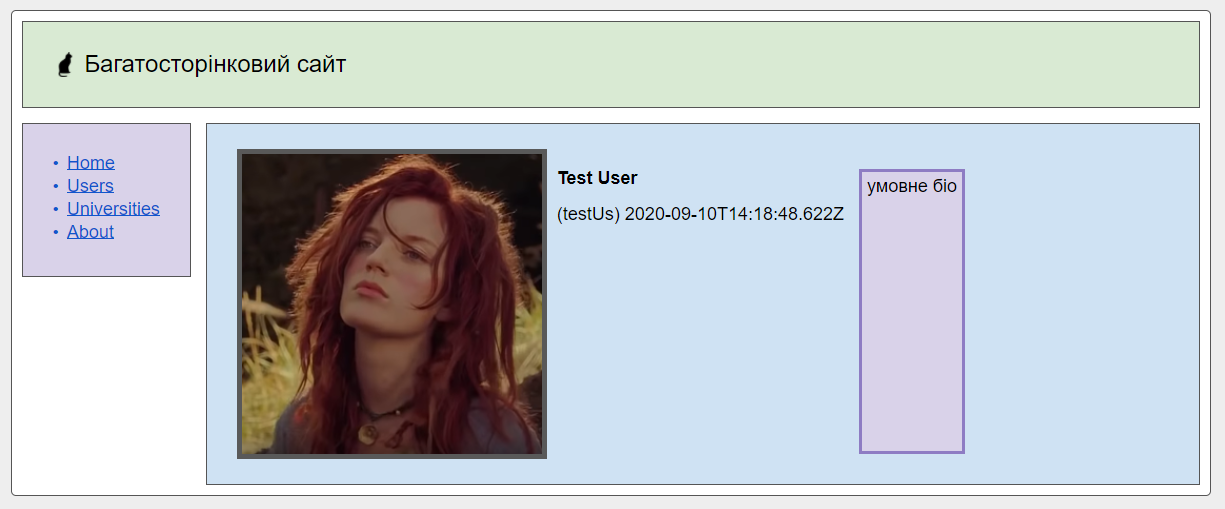 Багатосторінковий сайт
• Home
• Users
• Universities
• About
Test User
(testUs) 2020-09-10T14:18:48.622Z
умовне біо